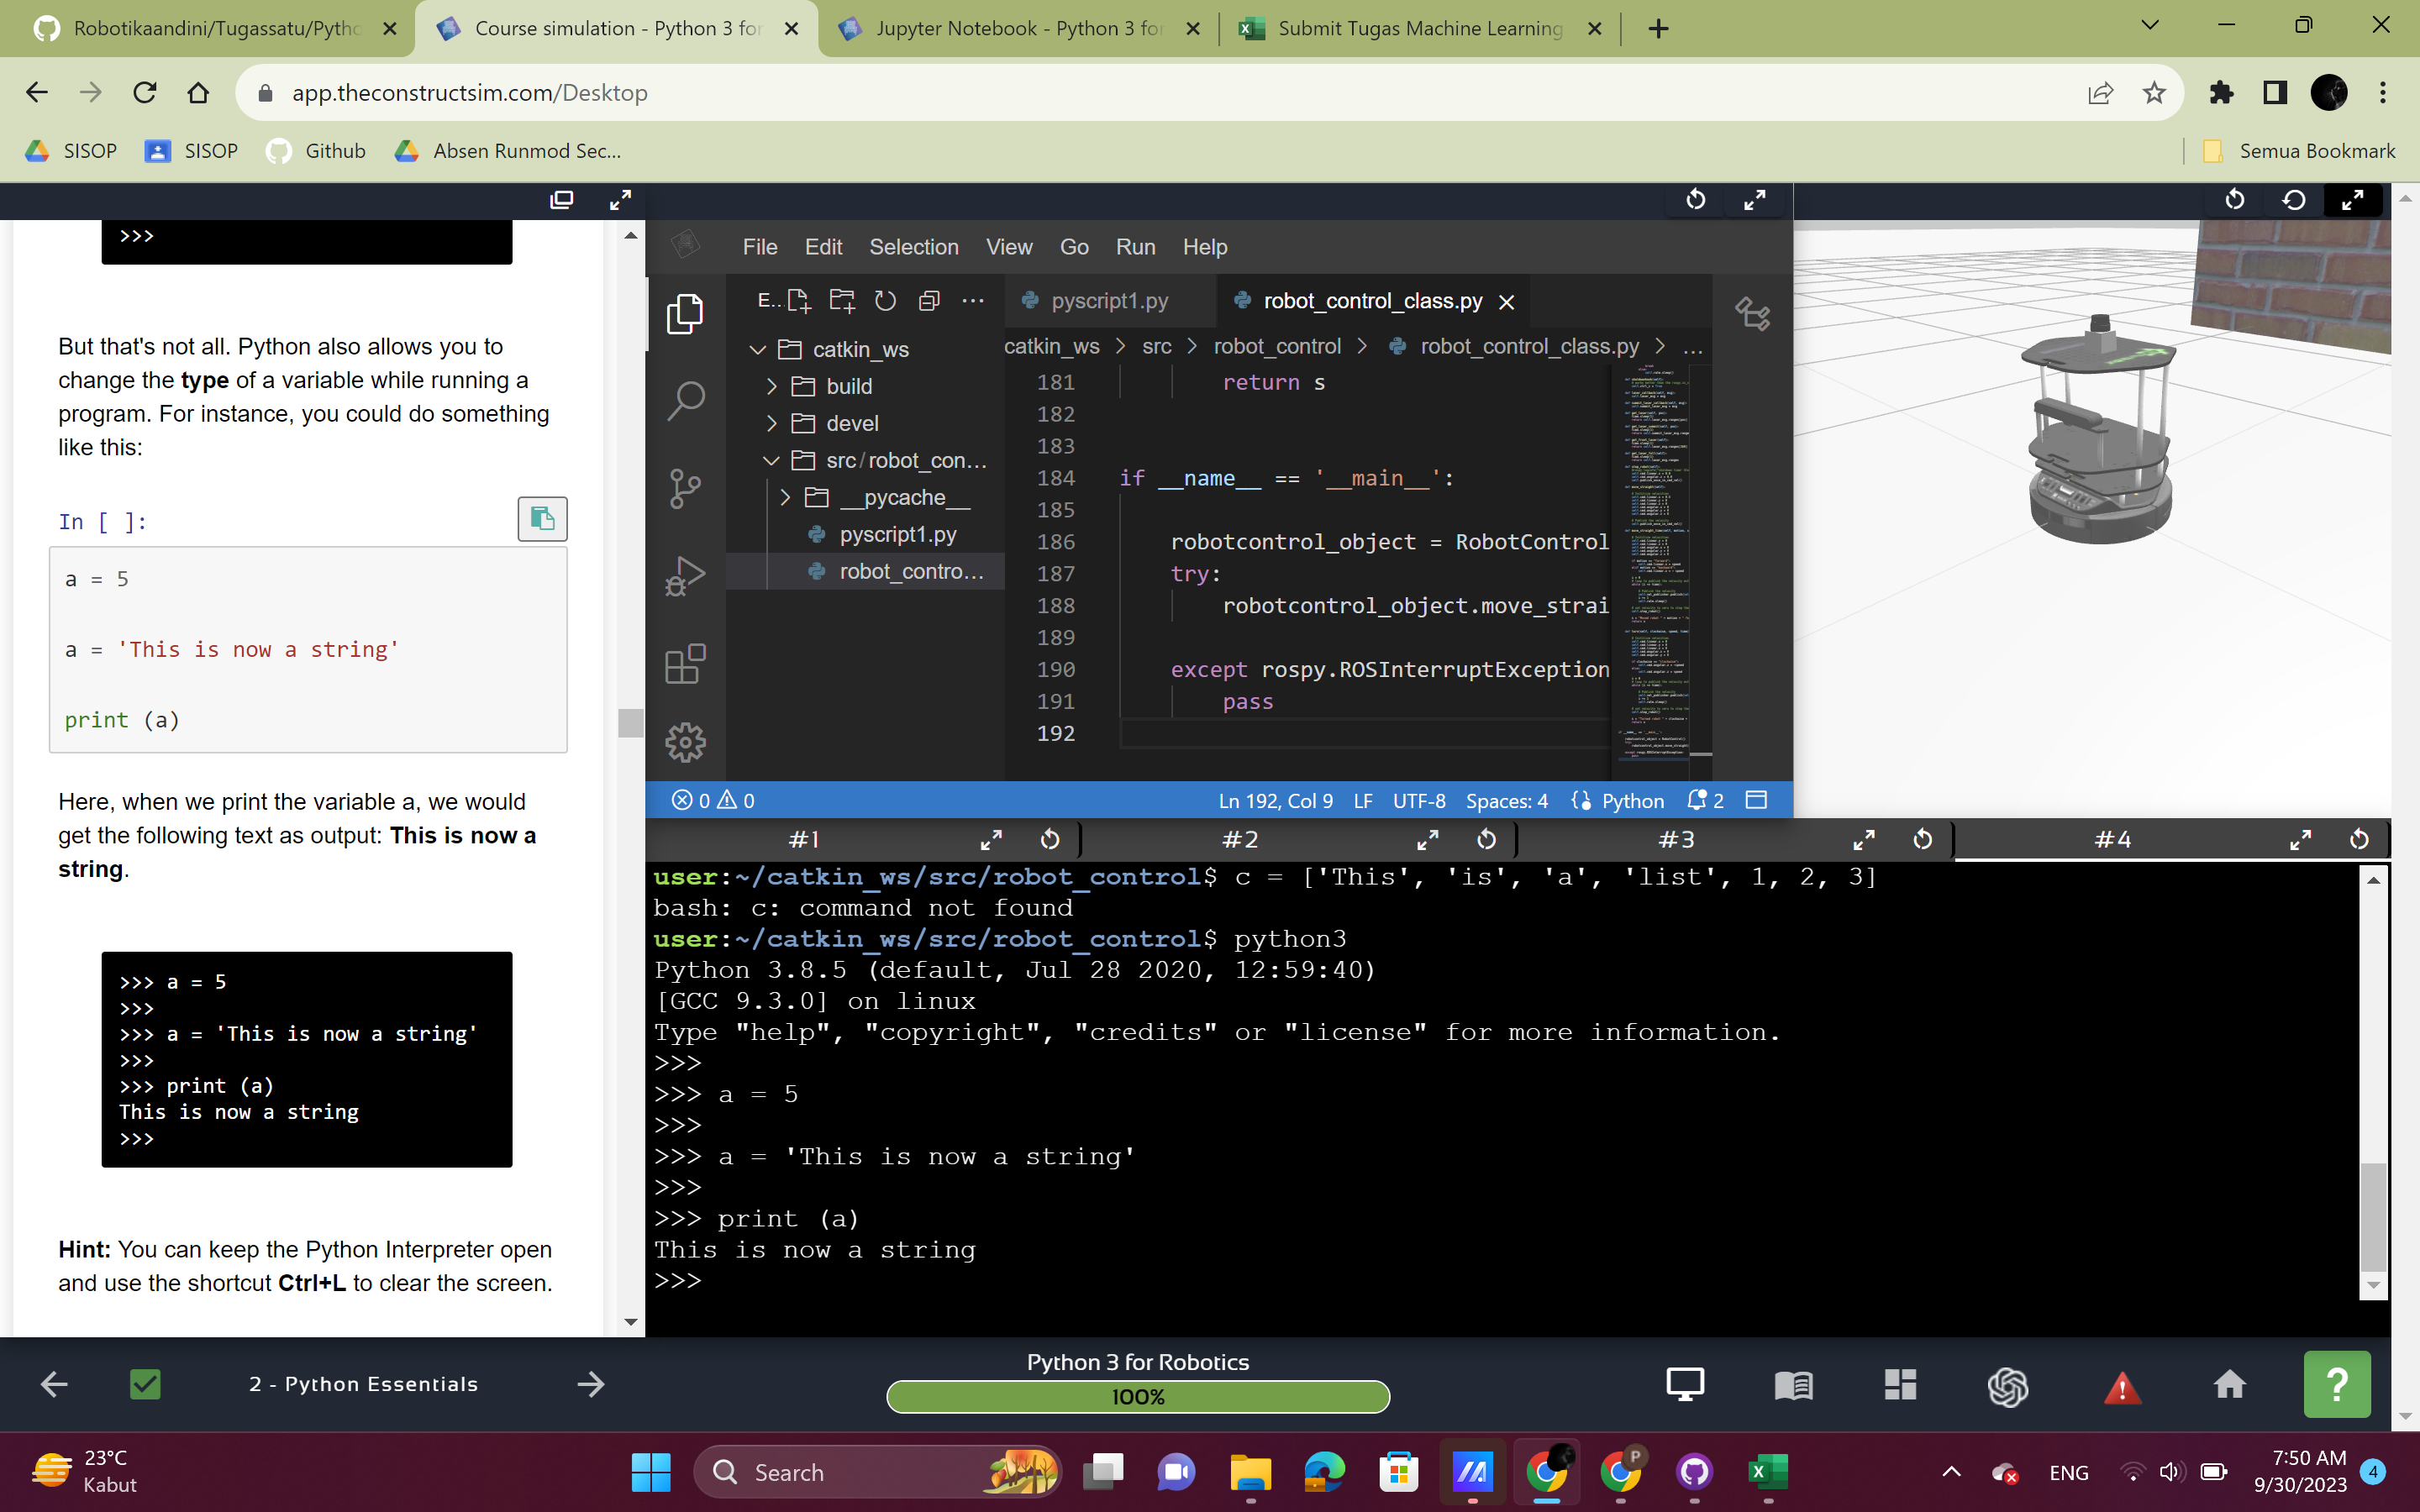 Robotikaandini/Tugassatu/Pytho
Course simulation - Python 3 for
Jupyter Notebook - Python 3 for
Submit Tugas Machine Learning
app.theconstructsim.com/Desktop
SISOP
SISOP
Github
Absen Runmod Sec...
Semua Bookmark
>>>
But that's not all. Python also allows you to
change the type of a variable while running a
program. For instance, you could do something
like this:
In [ ]:
a = 5
a = 'This is now a string'
print (a)
Here, when we print the variable a, we would
get the following text as output: This is now a
string.
>>> a = 5
>>>
>>> a = 'This is now a string'
>>>
>>> print (a)
This is now a string
>>>
Hint: You can keep the Python Interpreter open
and use the shortcut Ctrl+L to clear the screen.
File Edit Selection View Go Run Help
E...
catkin_ws
build
devel
src/robot_con...
__pycache__
pyscript1.py
robot_contro...
pyscript1.py
robot_control_class.py
catkin_ws > src > robot_control > robot_control_class.py > ...
181 return s
182
183
184 if __name__ == '__main__':
185
186 robotcontrol_object = RobotControl
187 try:
188 robotcontrol_object.move_strai
189
190 except rospy.ROSInterruptException
191 pass
192
0 0
Ln 192, Col 9 LF UTF-8 Spaces: 4 Python 2
#1
#2
#3
#4
user:~/catkin_ws/src/robot_control$ c = ['This', 'is', 'a', 'list', 1, 2, 3]
bash: c: command not found
user:~/catkin_ws/src/robot_control$ python3
Python 3.8.5 (default, Jul 28 2020, 12:59:40)
[GCC 9.3.0] on linux
Type "help", "copyright", "credits" or "license" for more information.
>>>
>>> a = 5
>>>
>>> a = 'This is now a string'
>>>
>>> print (a)
This is now a string
>>>
2 - Python Essentials
Python 3 for Robotics
100%
?
23°C
Kabut
Search
P
ENG
7:50 AM
9/30/2023
4